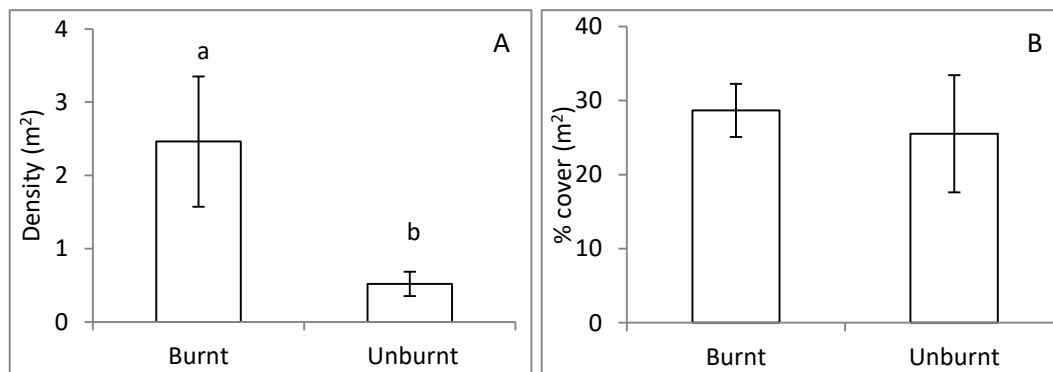 A
Density (m²)
4
3
2
1
0
a
b
Burnt
Unburnt
B
% cover (m²)
40
30
20
10
0
Burnt
Unburnt